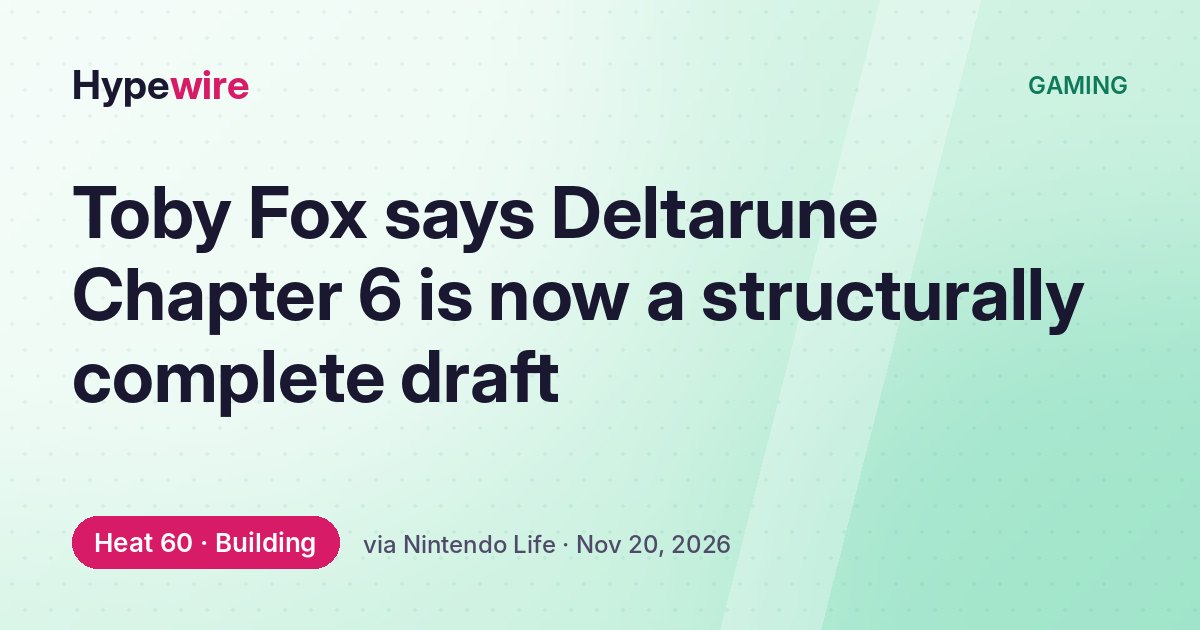 Hypewire
GAMING
Toby Fox says Deltarune
Chapter 6 is now a structurally
complete draft
Heat 60 · Building
via Nintendo Life · Nov 20, 2026